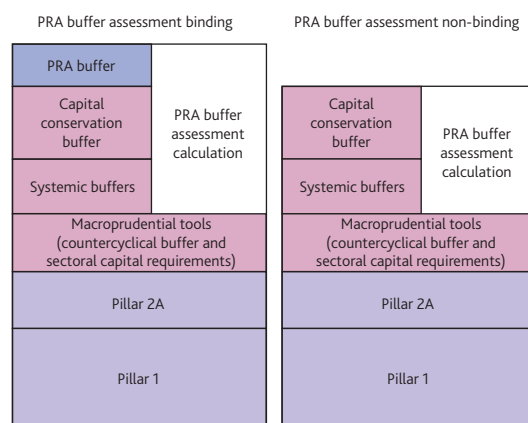 PRA buffer assessment binding
PRA buffer
Capital
conservation
buffer
PRA buffer
assessment
calculation
Systemic buffers
Macroprudential tools
(countercyclical buffer and
sectoral capital requirements)
Pillar 2A
Pillar 1
PRA buffer assessment non-binding
Capital
conservation
buffer
PRA buffer
assessment
calculation
Systemic buffers
Macroprudential tools
(countercyclical buffer and
sectoral capital requirements)
Pillar 2A
Pillar 1